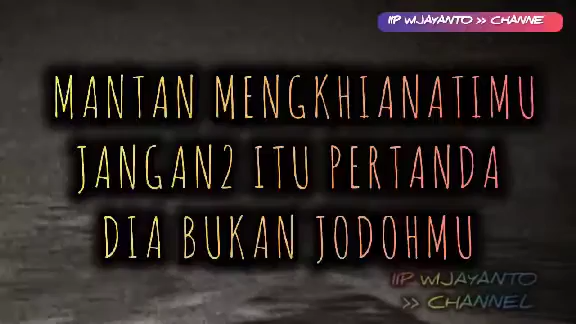 IIP WIJAYANTO >> CHANNE
MANTAN MENGKHIANATIMU
JANGAN2 ITU PERTANDA
DIA BUKAN JODOHMU
IIP WIJAYANTO
>> CHANNEL